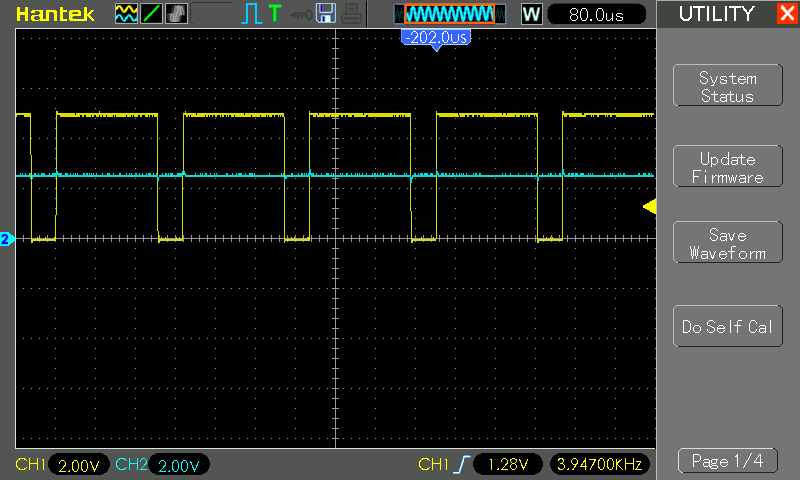 Hantek
T
W
80.0us
UTILITY
-202.0us
System
Status
Update
Firmware
2
Save
Waveform
Do Self Cal
CH1 2.00V CH2 2.00V CH1 1.28V 3.94700KHz
Page 1/4